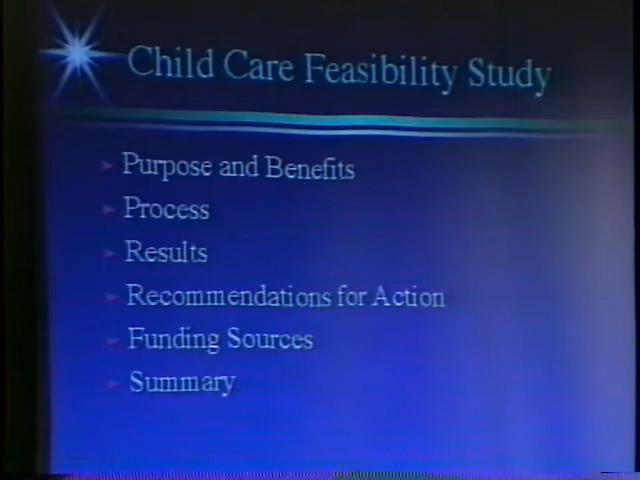 Child Care Feasibility Study
Purpose and Benefits
Process
Results
Recommendations for Action
Funding Sources
Summary